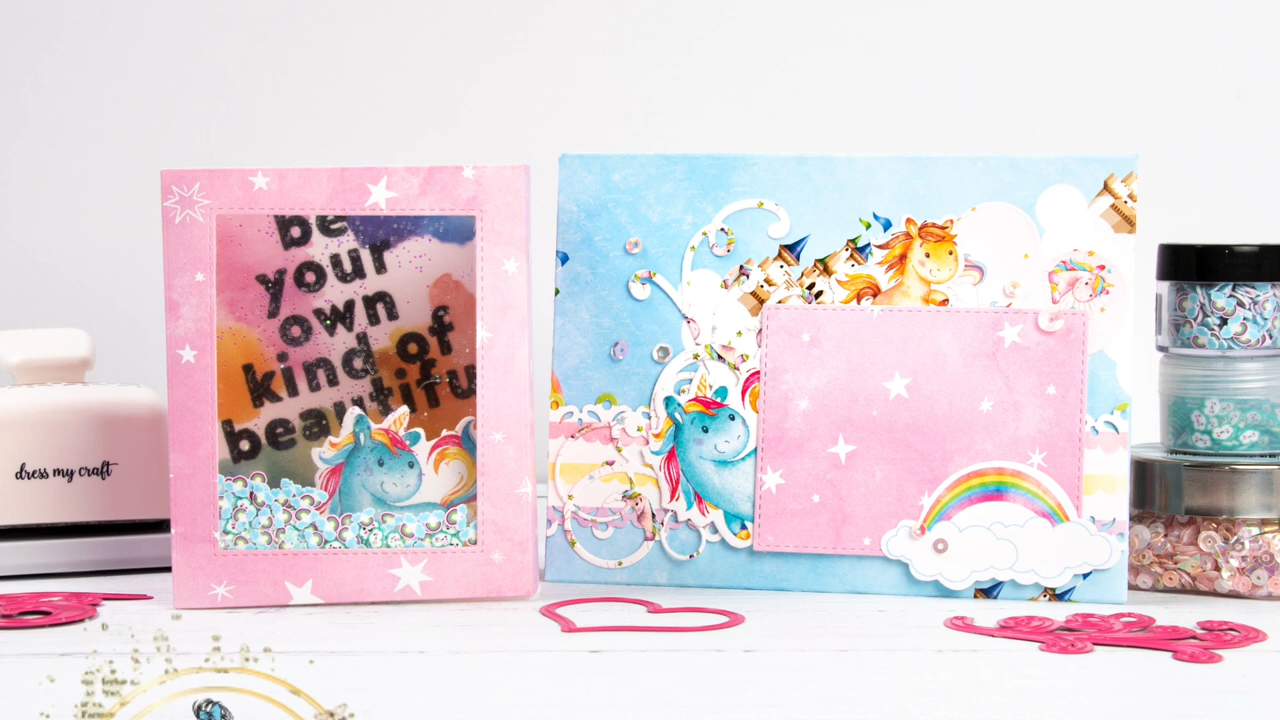 be
your
own
kind of
beautifu
dress my craft